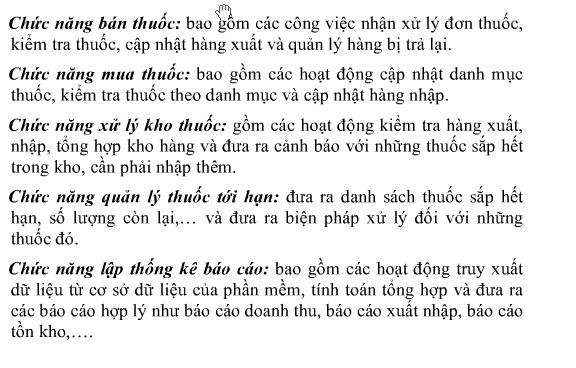 Chức năng bán thuốc: bao gồm các công việc nhận xử lý đơn thuốc,
kiểm tra thuốc, cập nhật hàng xuất và quản lý hàng bị trả lại.
Chức năng mua thuốc: bao gồm các hoạt động cập nhật danh mục
thuốc, kiểm tra thuốc theo danh mục và cập nhật hàng nhập.
Chức năng xử lý kho thuốc: gồm các hoạt động kiểm tra hàng xuất,
nhập, tổng hợp kho hàng và đưa ra cảnh báo với những thuốc sắp hết
trong kho, cần phải nhập thêm.
Chức năng quản lý thuốc tới hạn: đưa ra danh sách thuốc sắp hết
hạn, số lượng còn lại,… và đưa ra biện pháp xử lý đối với những
thuốc đó.
Chức năng lập thống kê báo cáo: bao gồm các hoạt động truy xuất
dữ liệu từ cơ sở dữ liệu của phần mềm, tính toán tổng hợp và đưa ra
các báo cáo hợp lý như báo cáo doanh thu, báo cáo xuất nhập, báo cáo
tồn kho,….